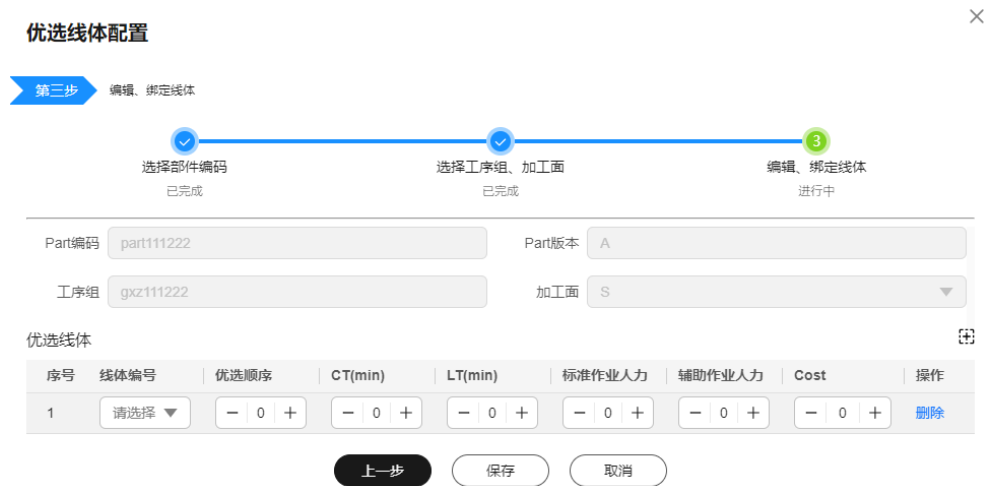 优选线体配置
第三步 编辑、绑定线体
3
选择部件编码 选择工序组、加工面 编辑、绑定线体
已完成 已完成 进行中
Part编码 part111222 Part版本 A
工序组 gxz111222 加工面 S
优选线体
序号 线体编号 优选顺序 CT(min) LT(min) 标准作业人力 辅助作业人力 Cost 操作
1 请选择 0 0 0 0 0 0 删除
上一步 保存 取消